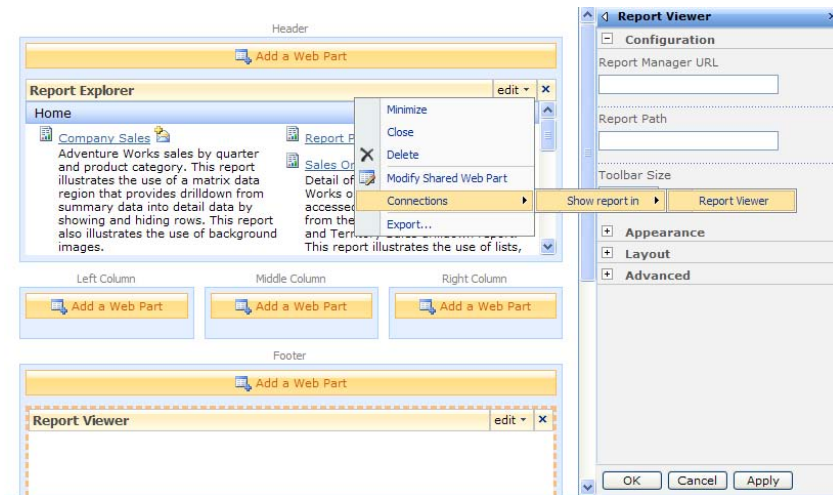 Header
Add a Web Part
Report Explorer
edit
Home
Company Sales
Adventure Works sales by quarter
and product category. This report
illustrates the use of a matrix data
region that provides drilldown from
summary data into detail data by
showing and hiding rows. This report
also illustrates the use of background
images.
Report P
Sales Or
Detail of
Works o
accessed
from the
and Territory Sales Drilldown report.
This report illustrates the use of lists,
Minimize
Close
Delete
Modify Shared Web Part
Connections
Export...
Show report in
Report Viewer
Left Column
Middle Column
Right Column
Add a Web Part
Add a Web Part
Add a Web Part
Footer
Add a Web Part
Report Viewer
edit
Report Viewer
Configuration
Report Manager URL
Report Path
Toolbar Size
Appearance
Layout
Advanced
OK
Cancel
Apply